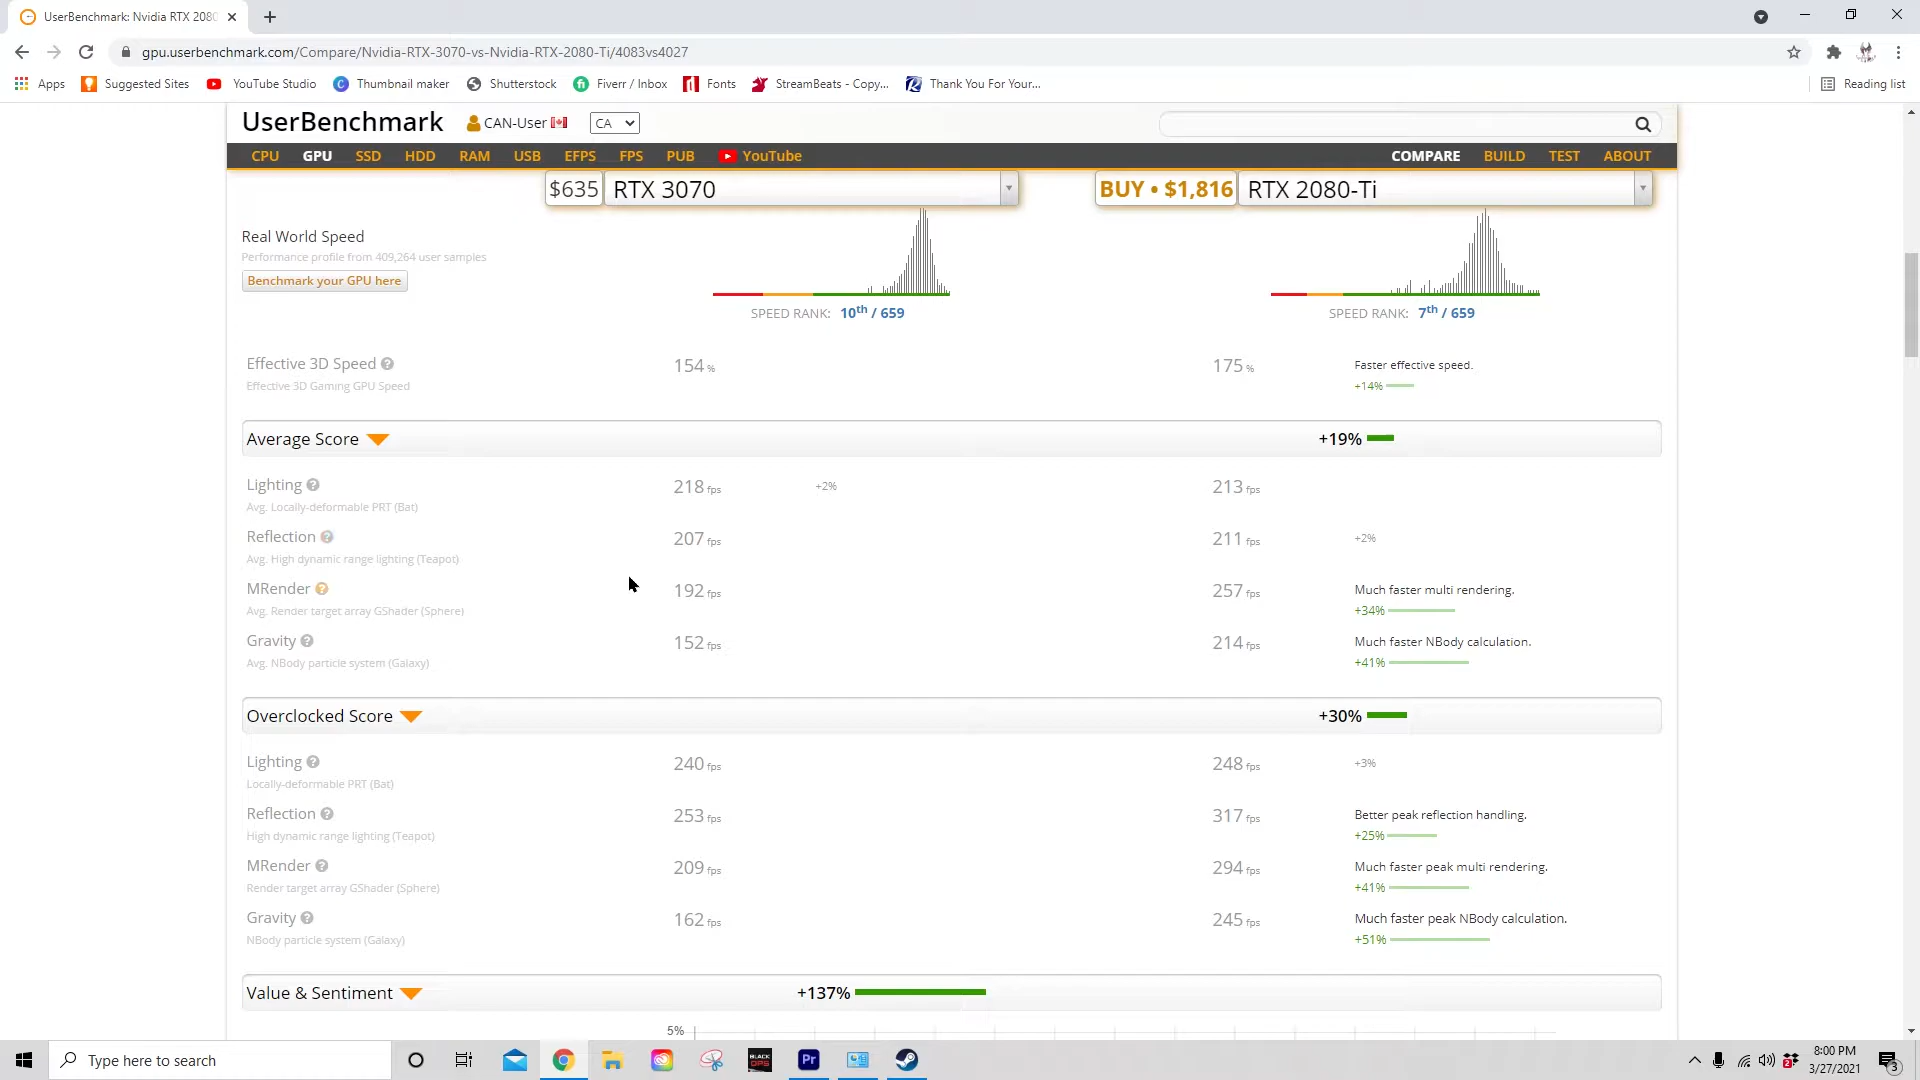 UserBenchmark: Nvidia RTX 2080
gpu.userbenchmark.com/Compare/Nvidia-RTX-3070-vs-Nvidia-RTX-2080-Ti/4083vs4027
Apps Suggested Sites YouTube Studio Thumbnail maker Shutterstock Fiverr / Inbox Fonts StreamBeats - Copy... Thank You For Your... Reading list
UserBenchmark CAN-User CA
CPU GPU SSD HDD RAM USB EFPS FPS PUB YouTube COMPARE BUILD TEST ABOUT
$635 RTX 3070 BUY • $1,816 RTX 2080-Ti
Real World Speed
Performance profile from 409,264 user samples
Benchmark your GPU here
SPEED RANK: 10th / 659 SPEED RANK: 7th / 659
Effective 3D Speed ? 154 % 175 % Faster effective speed.
Effective 3D Gaming GPU Speed +14%
Average Score +19%
Lighting ? 218 fps +2% 213 fps
Avg. Locally-deformable PRT (Bat)
Reflection ? 207 fps 211 fps +2%
Avg. High dynamic range lighting (Teapot)
MRender ? 192 fps 257 fps Much faster multi rendering.
Avg. Render target array GShader (Sphere) +34%
Gravity ? 152 fps 214 fps Much faster NBody calculation.
Avg. NBody particle system (Galaxy) +41%
Overclocked Score +30%
Lighting ? 240 fps 248 fps +3%
Locally-deformable PRT (Bat)
Reflection ? 253 fps 317 fps Better peak reflection handling.
High dynamic range lighting (Teapot) +25%
MRender ? 209 fps 294 fps Much faster peak multi rendering.
Render target array GShader (Sphere) +41%
Gravity ? 162 fps 245 fps Much faster peak NBody calculation.
NBody particle system (Galaxy) +51%
Value & Sentiment +137%
5%
Type here to search BLACK OPS Pr 8:00 PM
3/27/2021 3